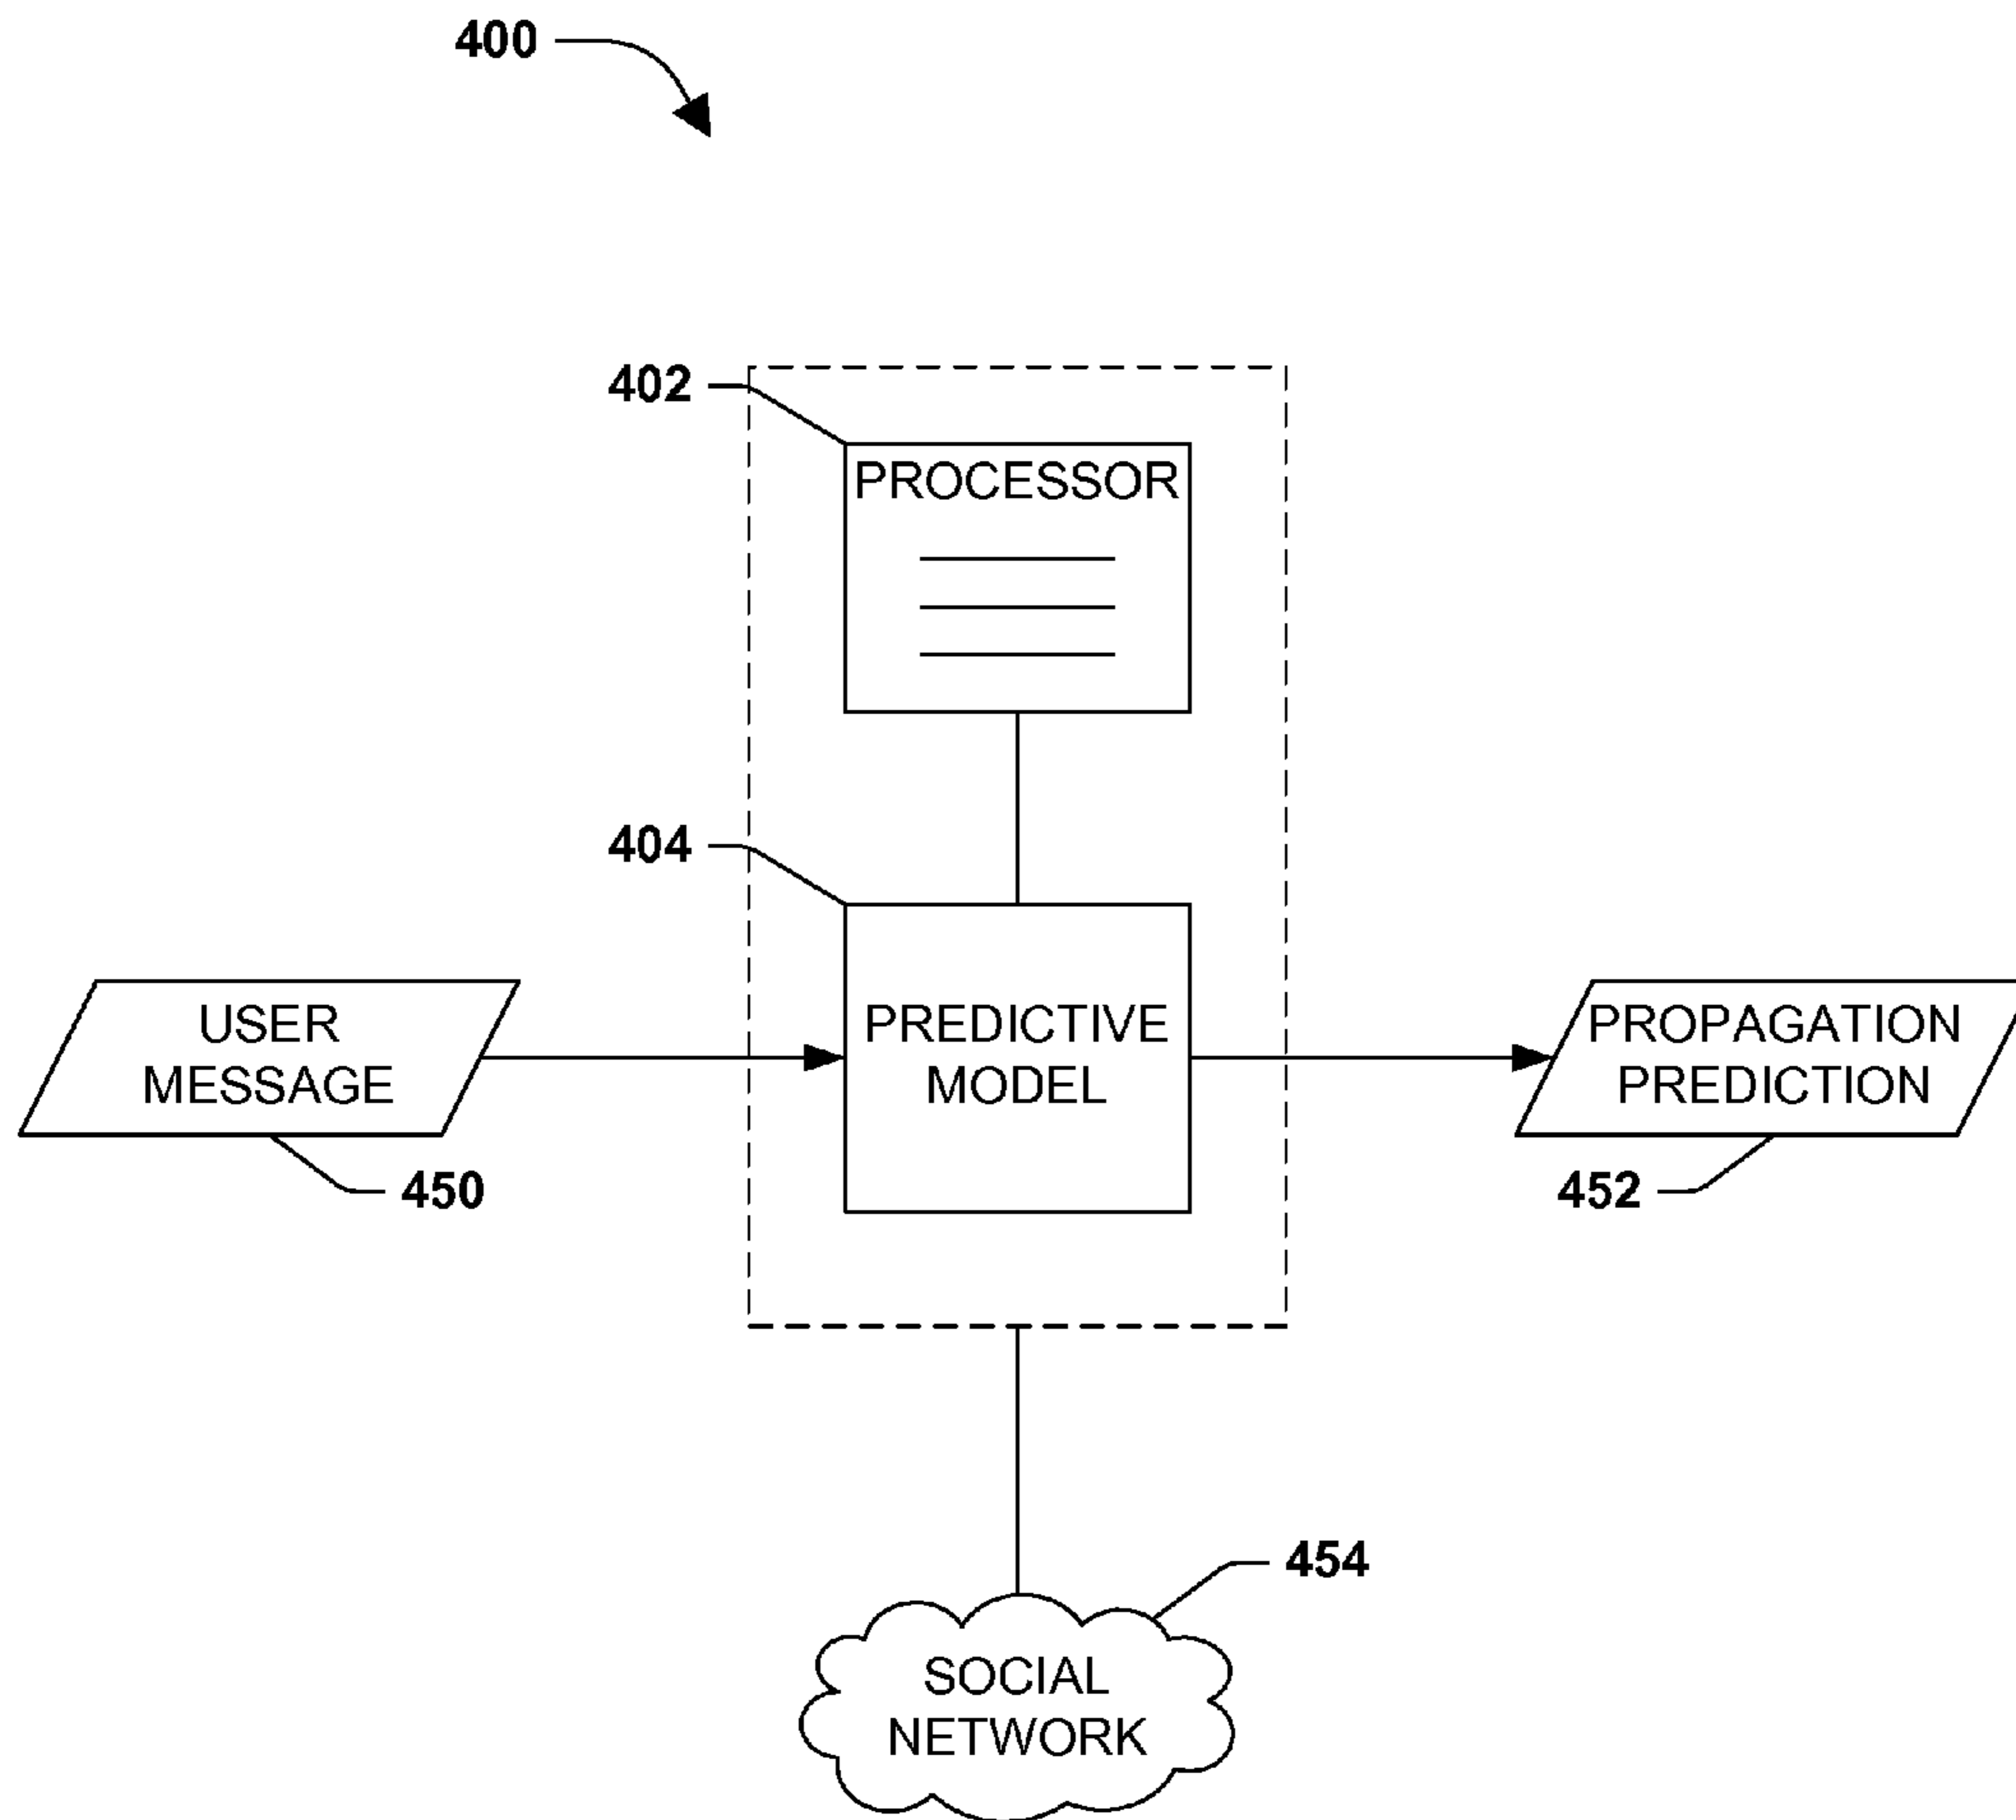 400
402
PROCESSOR
404
USER
MESSAGE
PREDICTIVE
MODEL
PROPAGATION
PREDICTION
450
452
454
SOCIAL
NETWORK